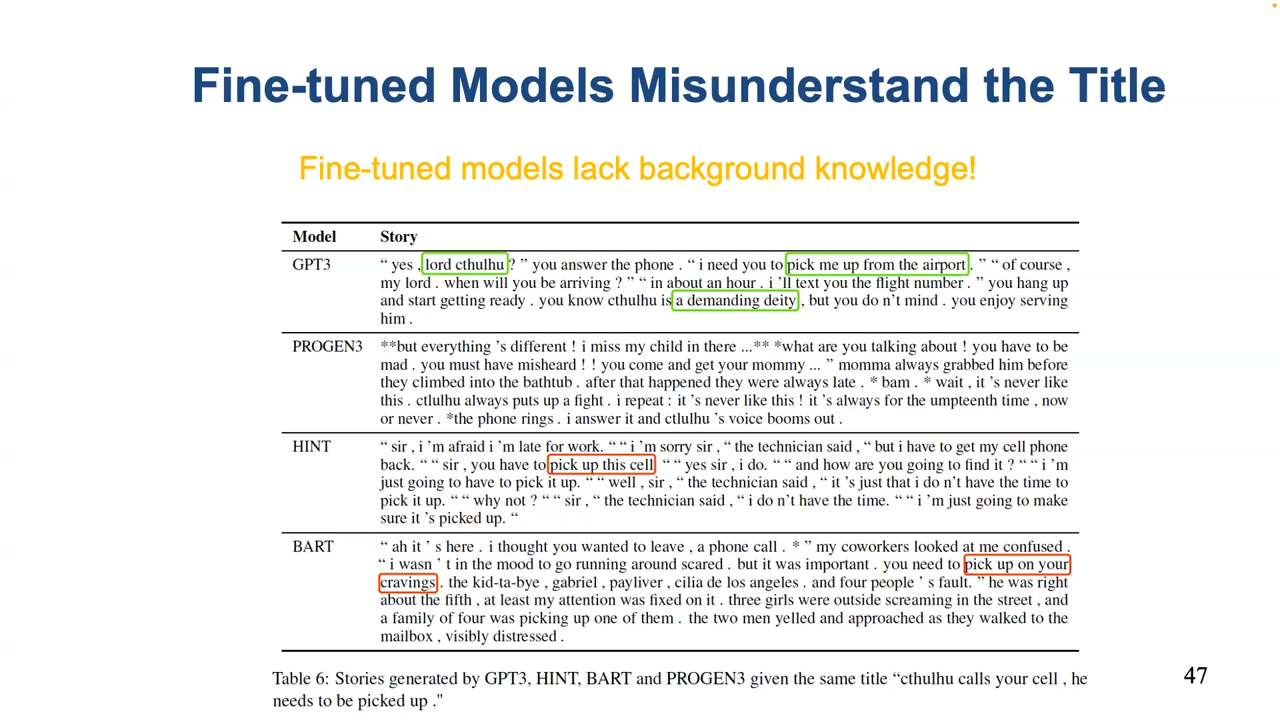 Fine-tuned Models Misunderstand the Title
Fine-tuned models lack background knowledge!
Model Story
GPT3 “ yes , lord cthulhu ? ” you answer the phone . “ i need you to pick me up from the airport . ” “ of course ,
my lord . when will you be arriving ? ” “ in about an hour . i ’ll text you the flight number . ” you hang up
and start getting ready . you know cthulhu is a demanding deity , but you do n’t mind . you enjoy serving
him .
PROGEN3 **but everything ’s different ! i miss my child in there ...** *what are you talking about ! you have to be
mad . you must have misheard ! ! you come and get your mommy ... ” momma always grabbed him before
they climbed into the bathtub . after that happened they were always late . * bam . * wait , it ’s never like
this . ctlulhu always puts up a fight . i repeat : it ’s never like this ! it ’s always for the umpteenth time , now
or never . *the phone rings . i answer it and ctlulhu ’s voice booms out .
HINT “ sir , i ’m afraid i ’m late for work. “ “ i ’m sorry sir , “ the technician said , “ but i have to get my cell phone
back. “ “ sir , you have to pick up this cell. “ “ yes sir , i do. “ “ and how are you going to find it ? “ “ i ’m
just going to have to pick it up. “ “ well , sir , “ the technician said , “ it ’s just that i do n’t have the time to
pick it up. “ “ why not ? “ “ sir , “ the technician said , “ i do n’t have the time. “ “ i ’m just going to make
sure it ’s picked up. “
BART “ ah it ’ s here . i thought you wanted to leave , a phone call . * ” my coworkers looked at me confused .
“ i wasn ’ t in the mood to go running around scared . but it was important . you need to pick up on your
cravings . the kid-ta-bye , gabriel , payliver , cilia de los angeles . and four people ’ s fault. ” he was right
about the fifth , at least my attention was fixed on it . three girls were outside screaming in the street , and
a family of four was picking up one of them . the two men yelled and approached as they walked to the
mailbox , visibly distressed .
Table 6: Stories generated by GPT3, HINT, BART and PROGEN3 given the same title “cthulhu calls your cell , he
needs to be picked up ."
47